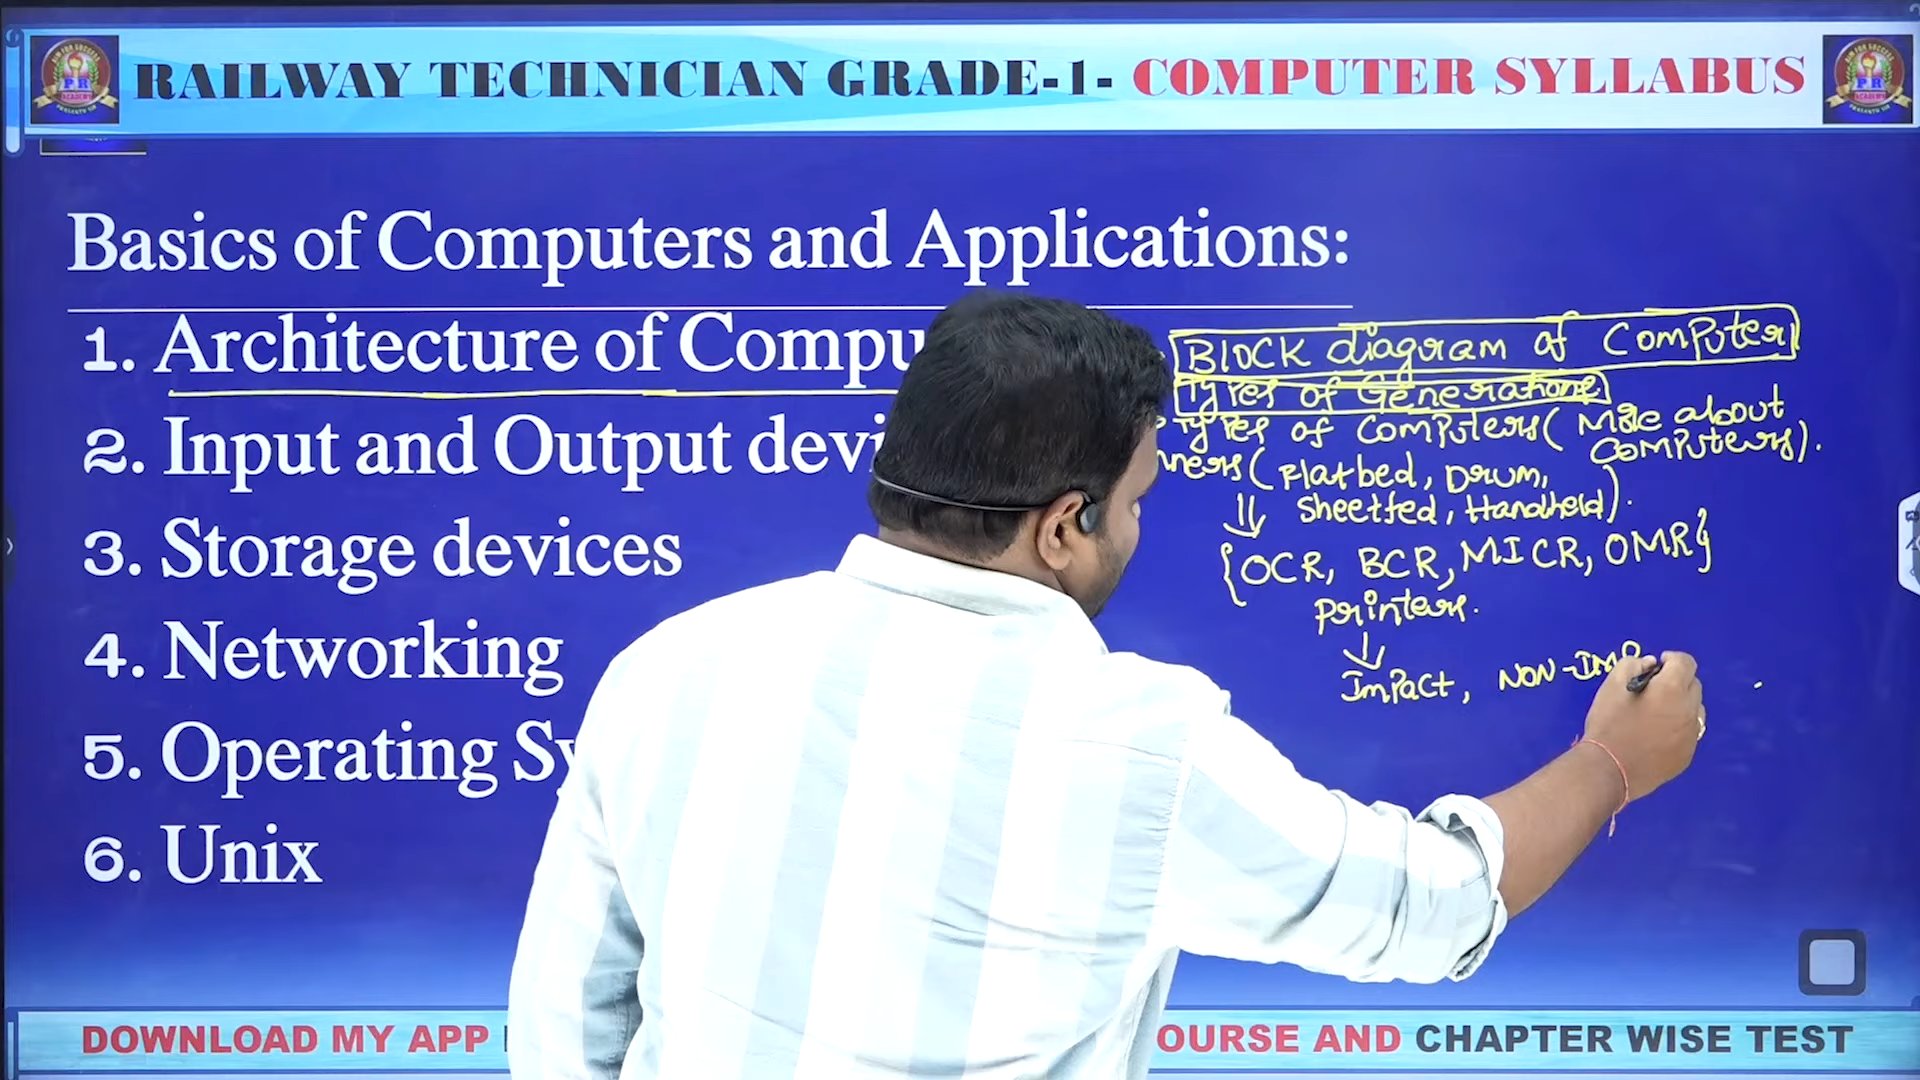 RAILWAY TECHNICIAN GRADE-1- COMPUTER SYLLABUS
Basics of Computers and Applications:
1. Architecture of Compu
BLOCK diagram of Computer
Types of Generations
2. Input and Output devi
Types of Computers (More about
Computers).
(Flatbed, Drum,
Sheetfed, Handheld).
3. Storage devices
{OCR, BCR, MICR, OMR}
Printers.
4. Networking
Impact, NON-IMP
5. Operating Sy
6. Unix
DOWNLOAD MY APP
OURSE AND CHAPTER WISE TEST